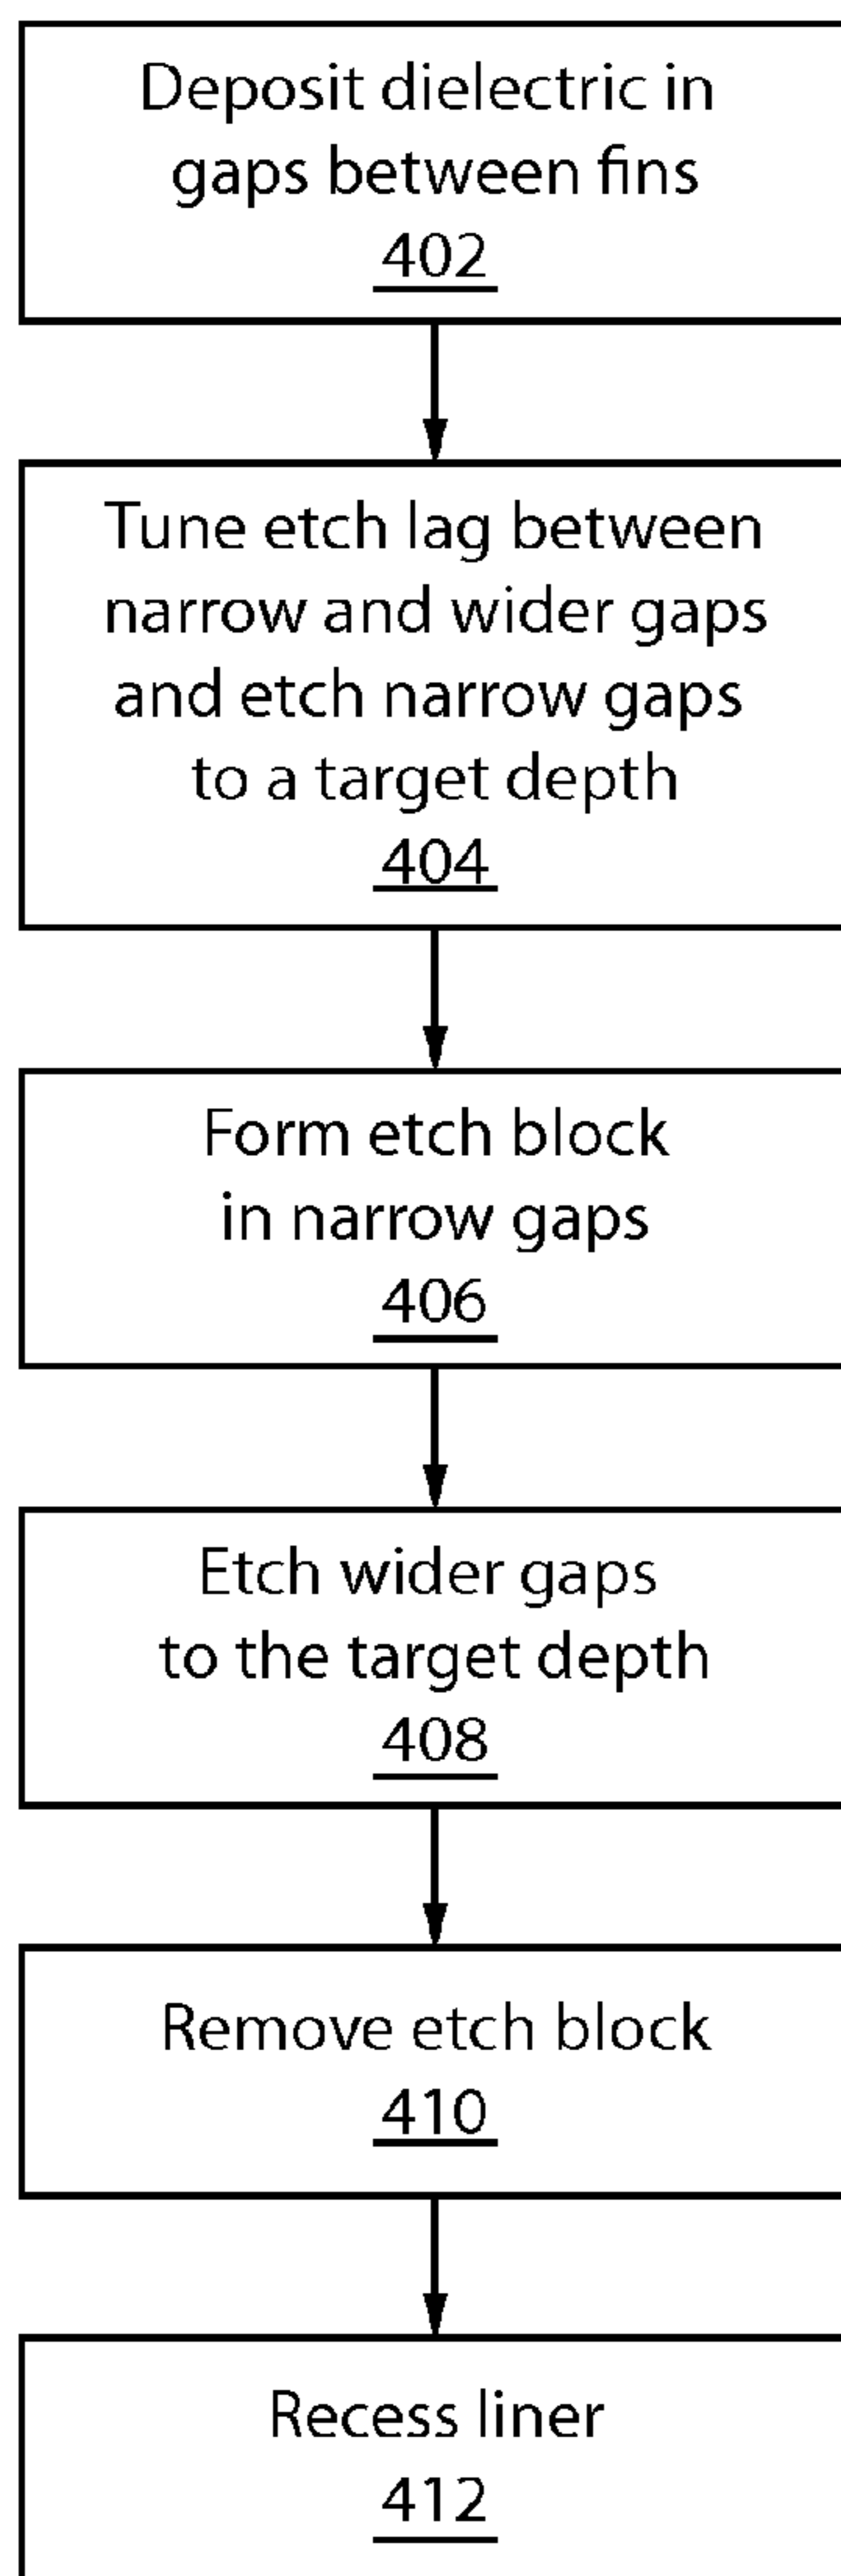 Deposit dielectric in
gaps between fins
402
Tune etch lag between
narrow and wider gaps
and etch narrow gaps
to a target depth
404
Form etch block
in narrow gaps
406
Etch wider gaps
to the target depth
408
Remove etch block
410
Recess liner
412